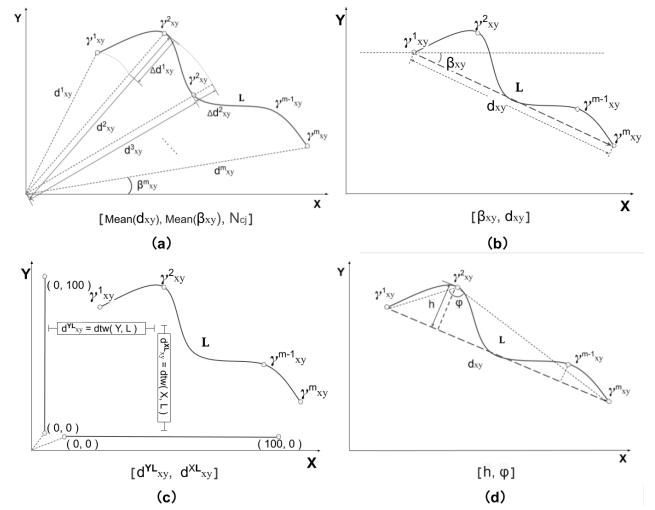 Y
γ¹xy
γ²xy
Δd¹xy
γ²xy
L
γᵐ⁻¹xy
d¹xy
d²xy
Δd²xy
d³xy
γᵐxy
dᵐxy
βᵐxy
X
[Mean(dxy), Mean(βxy), Ncj]
(a)
Y
γ¹xy
γ²xy
βxy
L
dxy
γᵐ⁻¹xy
γᵐxy
X
[βxy, dxy]
(b)
Y
( 0, 100 )
γ¹xy
γ²xy
dʸᴸxy = dtw( Y, L )
dˣᴸxy = dtw( X, L )
L
γᵐ⁻¹xy
γᵐxy
( 0, 0 )
( 0, 0 )
( 100, 0 )
X
[dʸᴸxy, dˣᴸxy]
(c)
Y
γ¹xy
γ²xy
h
φ
L
dxy
γᵐ⁻¹xy
γᵐxy
X
[h, φ]
(d)